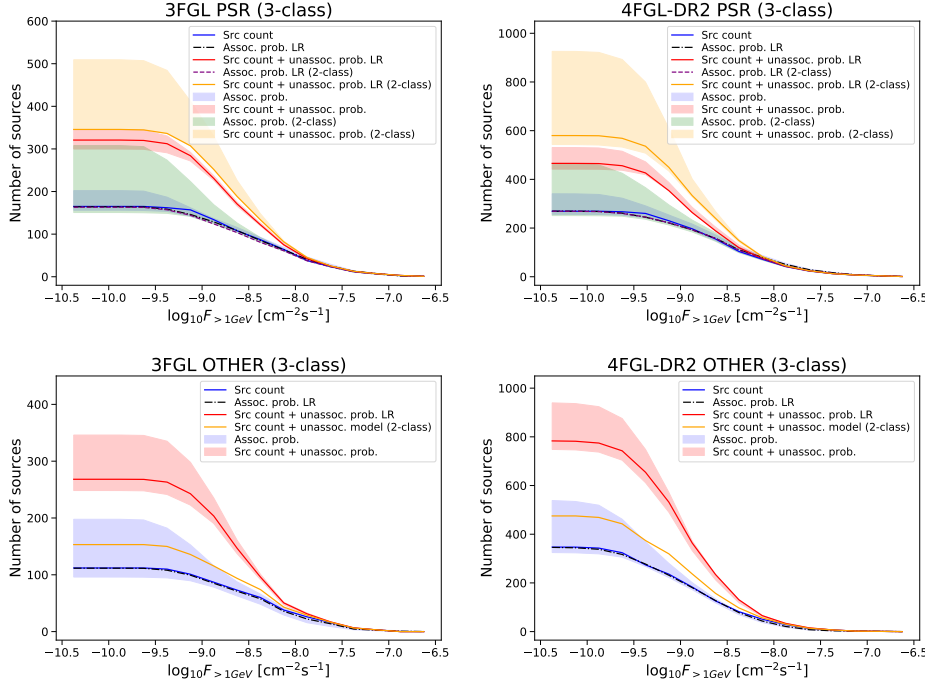 3FGL PSR (3-class)
Number of sources
600
500
400
300
200
100
0
Src count
Assoc. prob. LR
Src count + unassoc. prob. LR
Assoc. prob. LR (2-class)
Src count + unassoc. prob. LR (2-class)
Assoc. prob.
Src count + unassoc. prob.
Assoc. prob. (2-class)
Src count + unassoc. prob. (2-class)
−10.5 −10.0 −9.5 −9.0 −8.5 −8.0 −7.5 −7.0 −6.5
log₁₀F>1GeV [cm⁻²s⁻¹]
4FGL-DR2 PSR (3-class)
Number of sources
1000
800
600
400
200
0
Src count
Assoc. prob. LR
Src count + unassoc. prob. LR
Assoc. prob. LR (2-class)
Src count + unassoc. prob. LR (2-class)
Assoc. prob.
Src count + unassoc. prob.
Assoc. prob. (2-class)
Src count + unassoc. prob. (2-class)
−10.5 −10.0 −9.5 −9.0 −8.5 −8.0 −7.5 −7.0 −6.5
log₁₀F>1GeV [cm⁻²s⁻¹]
3FGL OTHER (3-class)
Number of sources
400
300
200
100
0
Src count
Assoc. prob. LR
Src count + unassoc. prob. LR
Src count + unassoc. model (2-class)
Assoc. prob.
Src count + unassoc. prob.
−10.5 −10.0 −9.5 −9.0 −8.5 −8.0 −7.5 −7.0 −6.5
log₁₀F>1GeV [cm⁻²s⁻¹]
4FGL-DR2 OTHER (3-class)
Number of sources
1000
800
600
400
200
0
Src count
Assoc. prob. LR
Src count + unassoc. prob. LR
Src count + unassoc. model (2-class)
Assoc. prob.
Src count + unassoc. prob.
−10.5 −10.0 −9.5 −9.0 −8.5 −8.0 −7.5 −7.0 −6.5
log₁₀F>1GeV [cm⁻²s⁻¹]